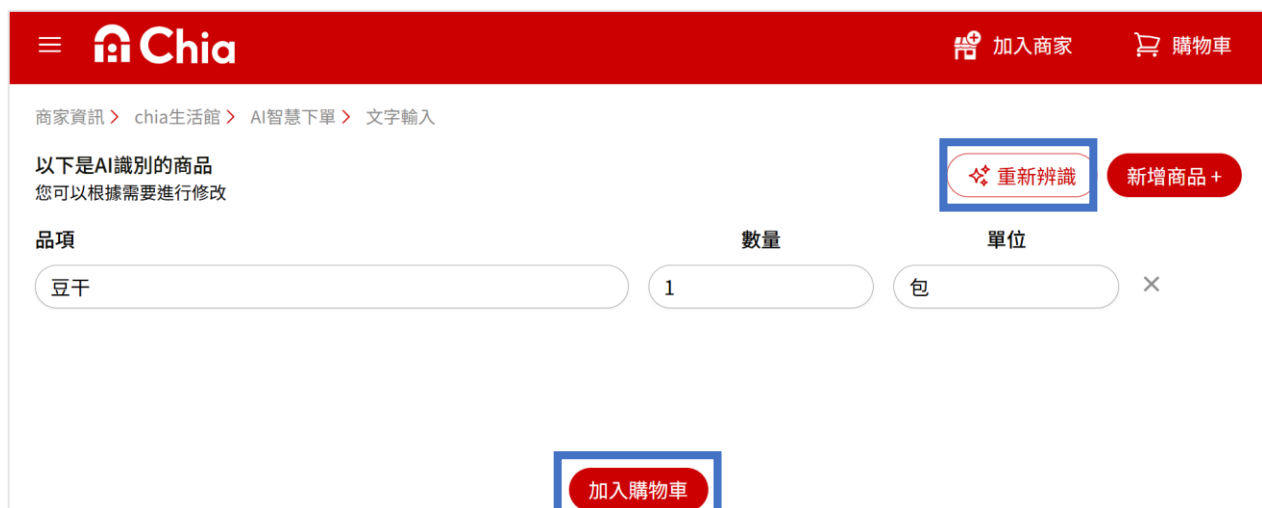 Chia 加入商家 購物車
商家資訊 > chia生活館 > AI智慧下單 > 文字輸入
以下是AI識別的商品
您可以根據需要進行修改
重新辨識 新增商品 +
品項 數量 單位
豆干 1 包 ×
加入購物車